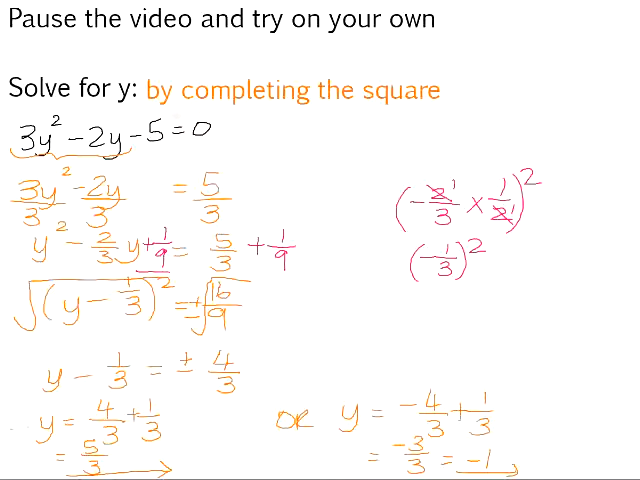 Pause the video and try on your own
Solve for y: by completing the square
3y² - 2y - 5 = 0
3y²/3 - 2y/3 = 5/3
(-2/3 × 1/2)²
y² - 2/3 y + 1/9 = 5/3 + 1/9
(-1/3)²
√(y - 1/3)² = ±√16/9
y - 1/3 = ± 4/3
y = 4/3 + 1/3 OR y = -4/3 + 1/3
= 5/3 = -3/3 = -1